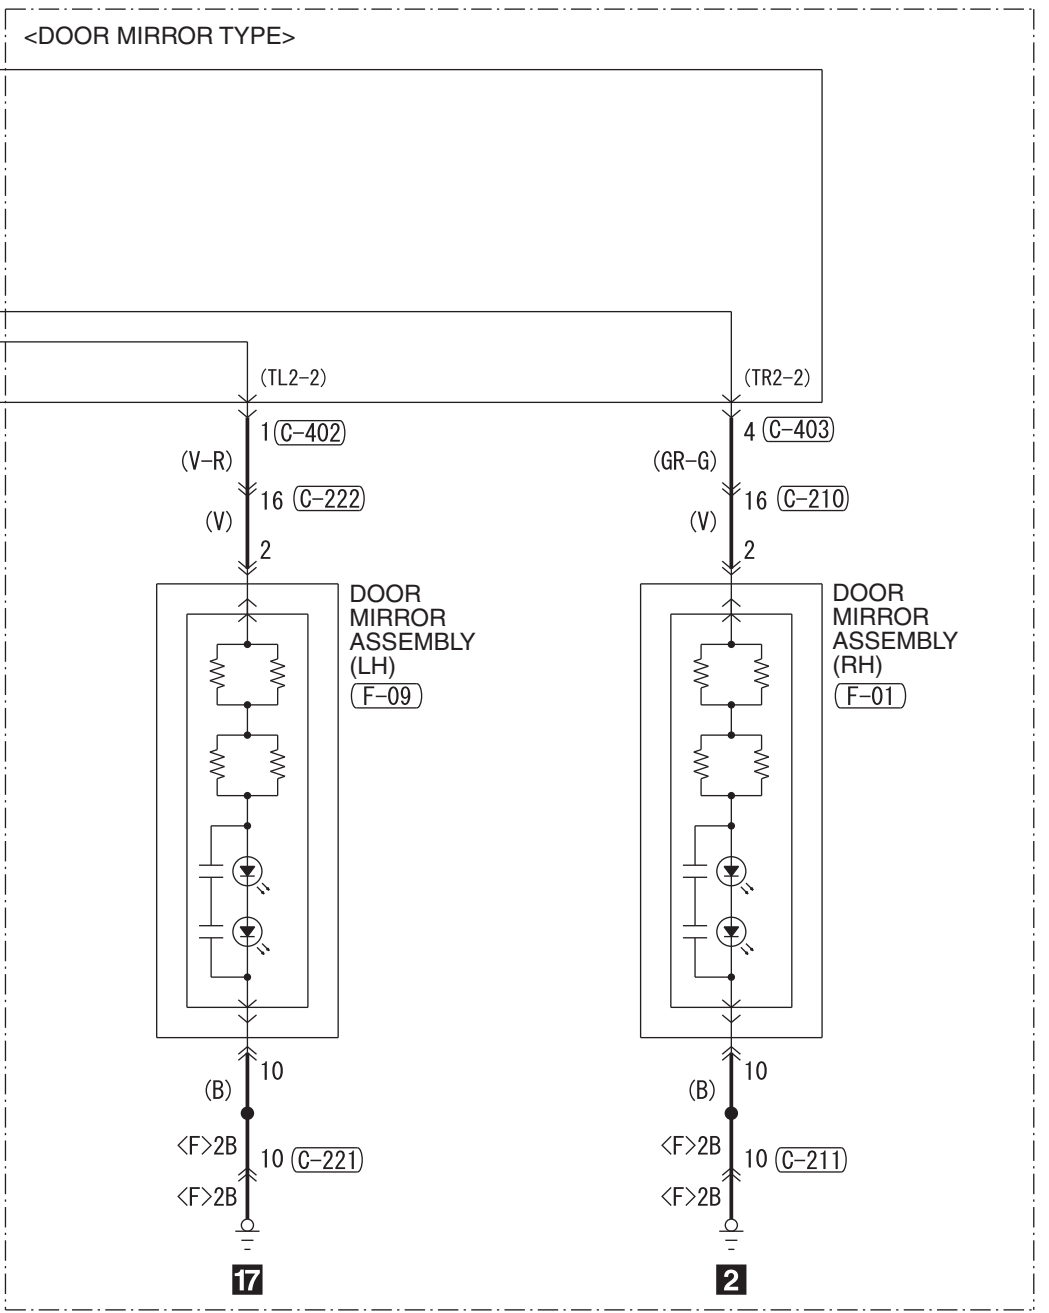 <DOOR MIRROR TYPE>
(TL2-2)
(TR2-2)
1 (C-402)
4 (C-403)
(V-R)
(GR-G)
16 (C-222)
16 (C-210)
(V)
(V)
2
2
DOOR
MIRROR
ASSEMBLY
(LH)
F-09
DOOR
MIRROR
ASSEMBLY
(RH)
F-01
10
10
(B)
(B)
<F>2B
<F>2B
10 (C-221)
10 (C-211)
<F>2B
<F>2B
17
2